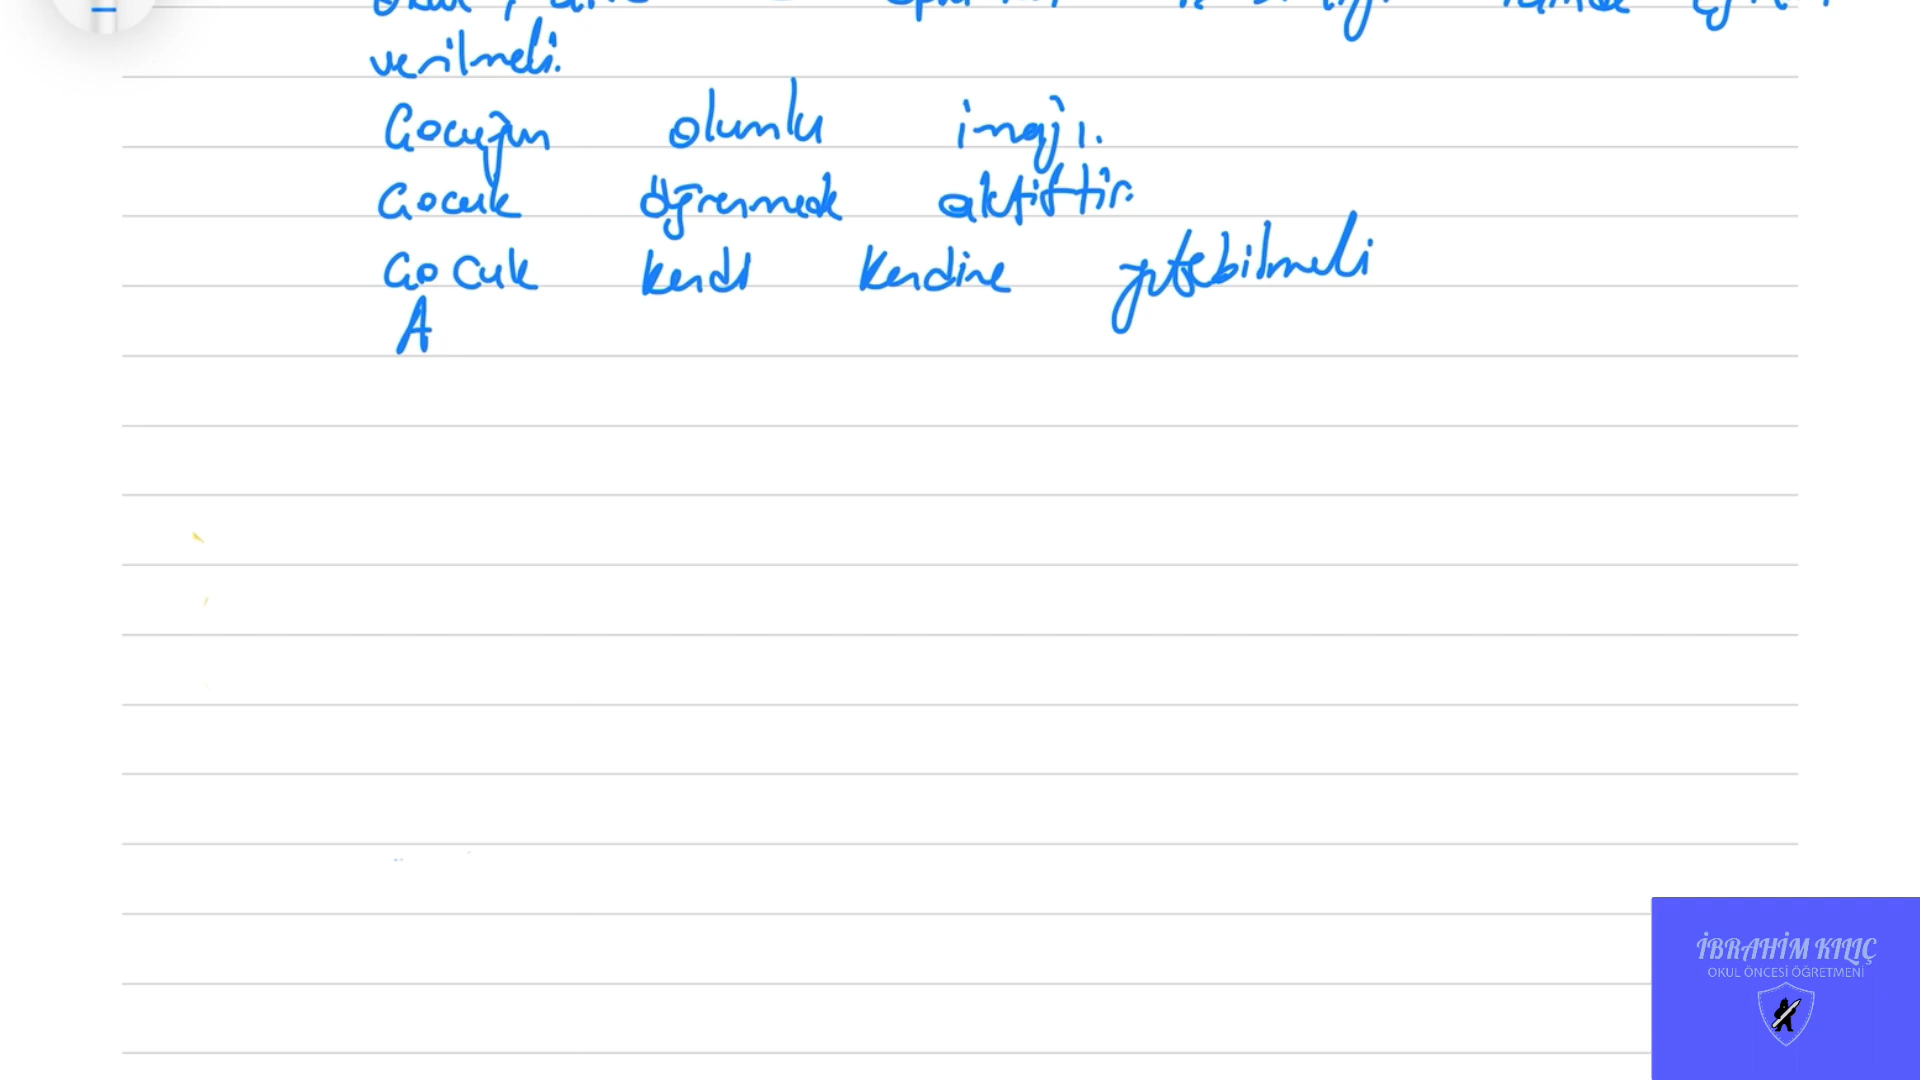 verilmeli.
Çocuğun olumlu imajı.
Çocuk öğrenmede aktiftir.
Çocuk kendi kendine yetebilmeli
A
İBRAHİM KILIÇ
OKUL ÖNCESİ ÖĞRETMENİ